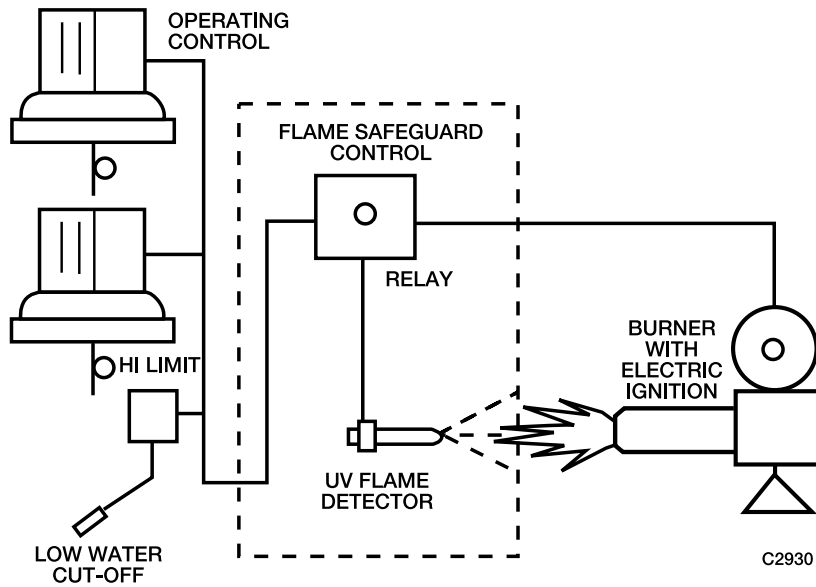 OPERATING
CONTROL
FLAME SAFEGUARD
CONTROL
RELAY
HI LIMIT
BURNER
WITH
ELECTRIC
IGNITION
UV FLAME
DETECTOR
LOW WATER
CUT-OFF
C2930